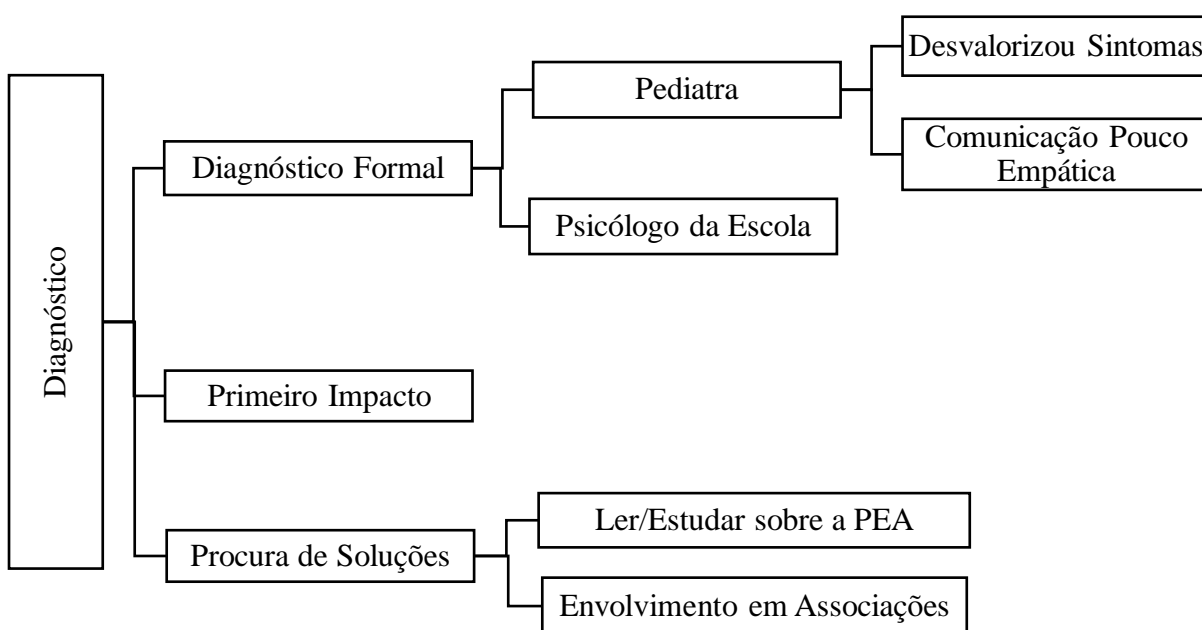 Diagnóstico
Diagnóstico Formal
Pediatra
Desvalorizou Sintomas
Comunicação Pouco
Empática
Psicólogo da Escola
Primeiro Impacto
Procura de Soluções
Ler/Estudar sobre a PEA
Envolvimento em Associações